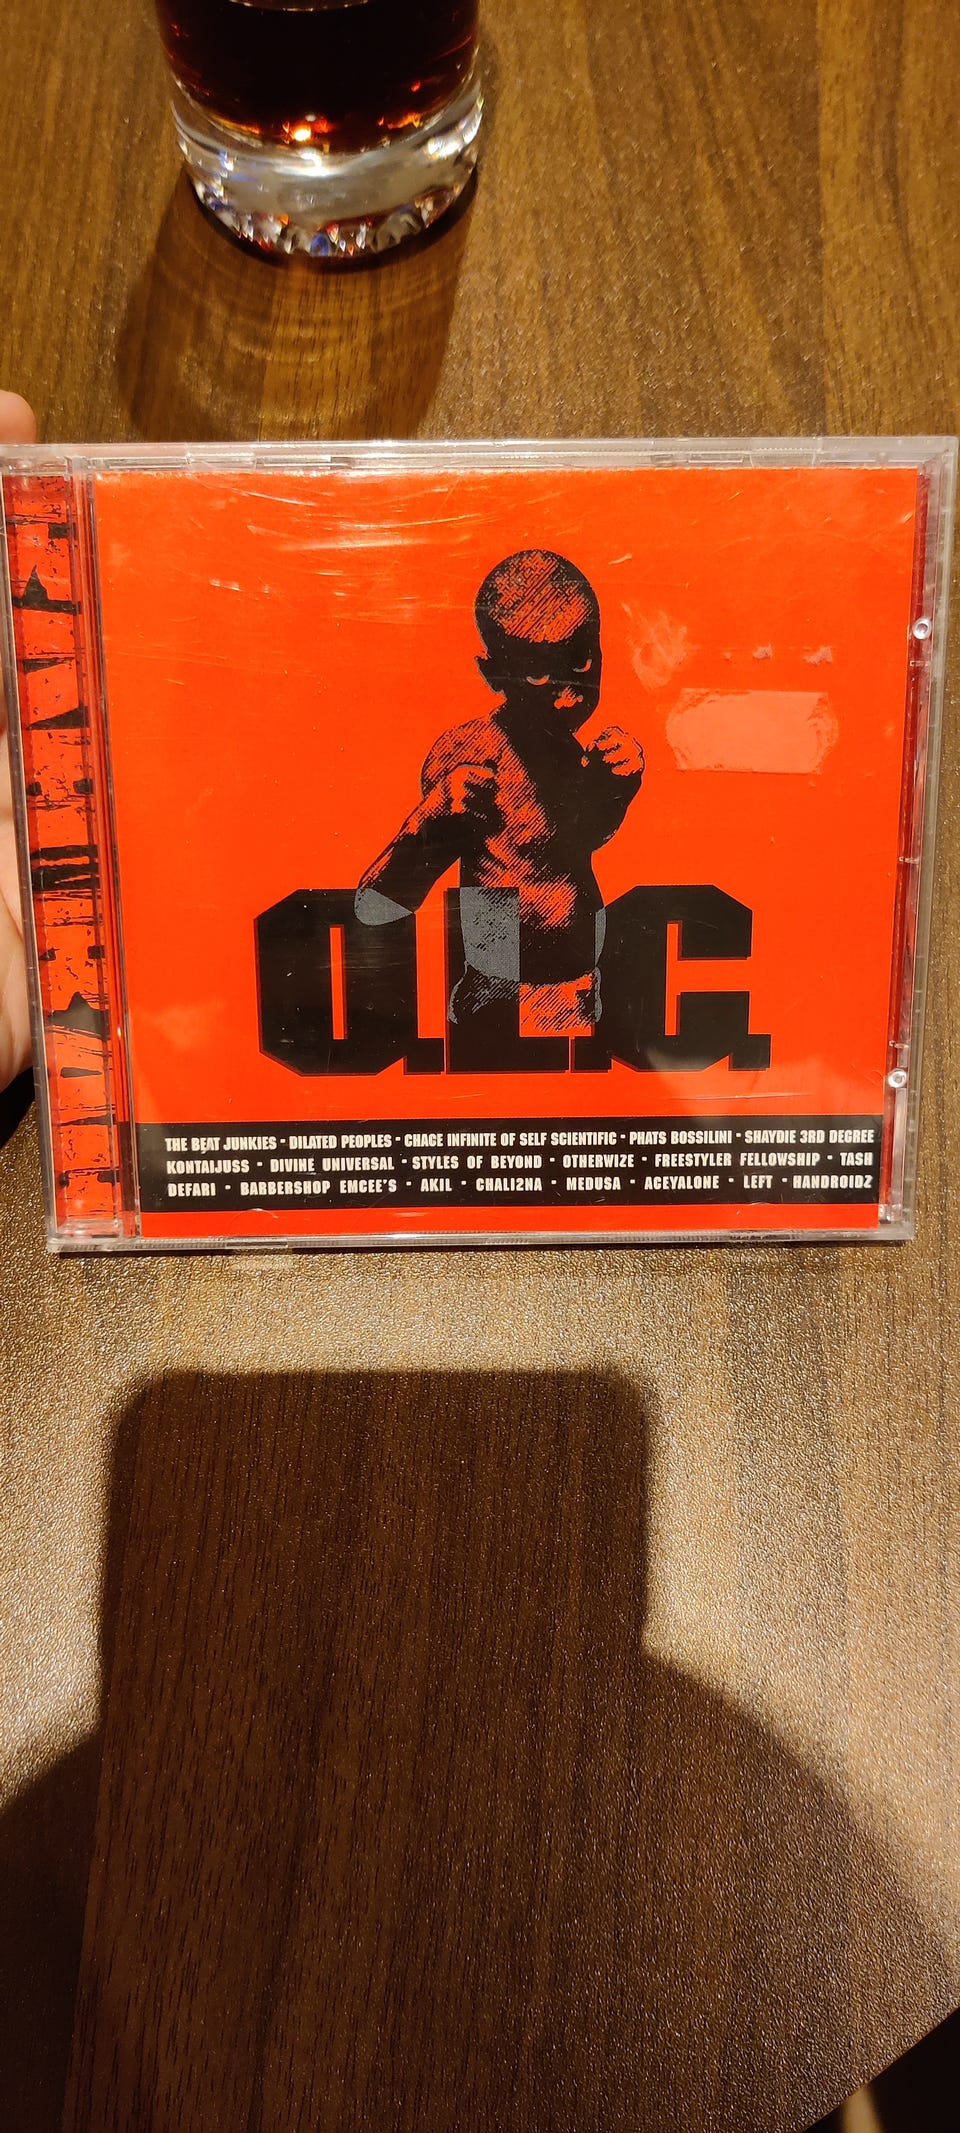 O.L.G.
THE BEAT JUNKIES - DILATED PEOPLES - CHACE INFINITE OF SELF SCIENTIFIC - PHATS BOSSILINI - SHAYDIE 3RD DEGREE
KONTAIJUSS - DIVINE UNIVERSAL - STYLES OF BEYOND - OTHERWIZE - FREESTYLER FELLOWSHIP - TASH
DEFARI - BARBERSHOP EMCEE'S - AKIL - CHALI2NA - MEDUSA - ACEYALONE - LEFT - HANDROIDZ